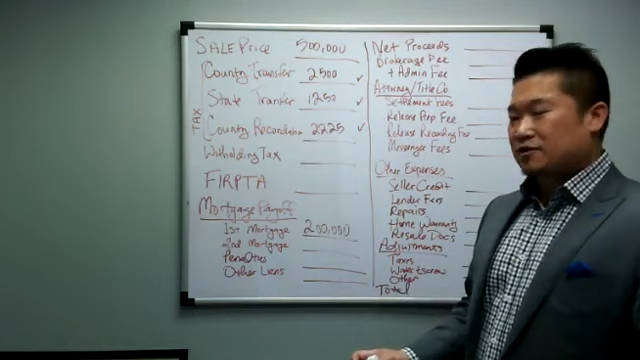 SALE PRICE 500,000
County Transfer 2500 ✓
State Transfer 1250 ✓
County Recordation 2225 ✓
TAX
Witholding Tax
FIRPTA
Mortgage Payoff
1st Mortgage 200,000
2nd Mortgage
Penalties
Other Liens
Net Proceeds
Brokerage Fee
+ Admin Fee
Attorney/Title Co
Settlement Fees
Release Prep Fee
Release Recording Fee
Messenger Fees
Other Expenses
Seller Credit
Lender Fees
Repairs
Home Warranty
Resale Docs
Adjustments
Taxes
Water Escrow
Other
Total